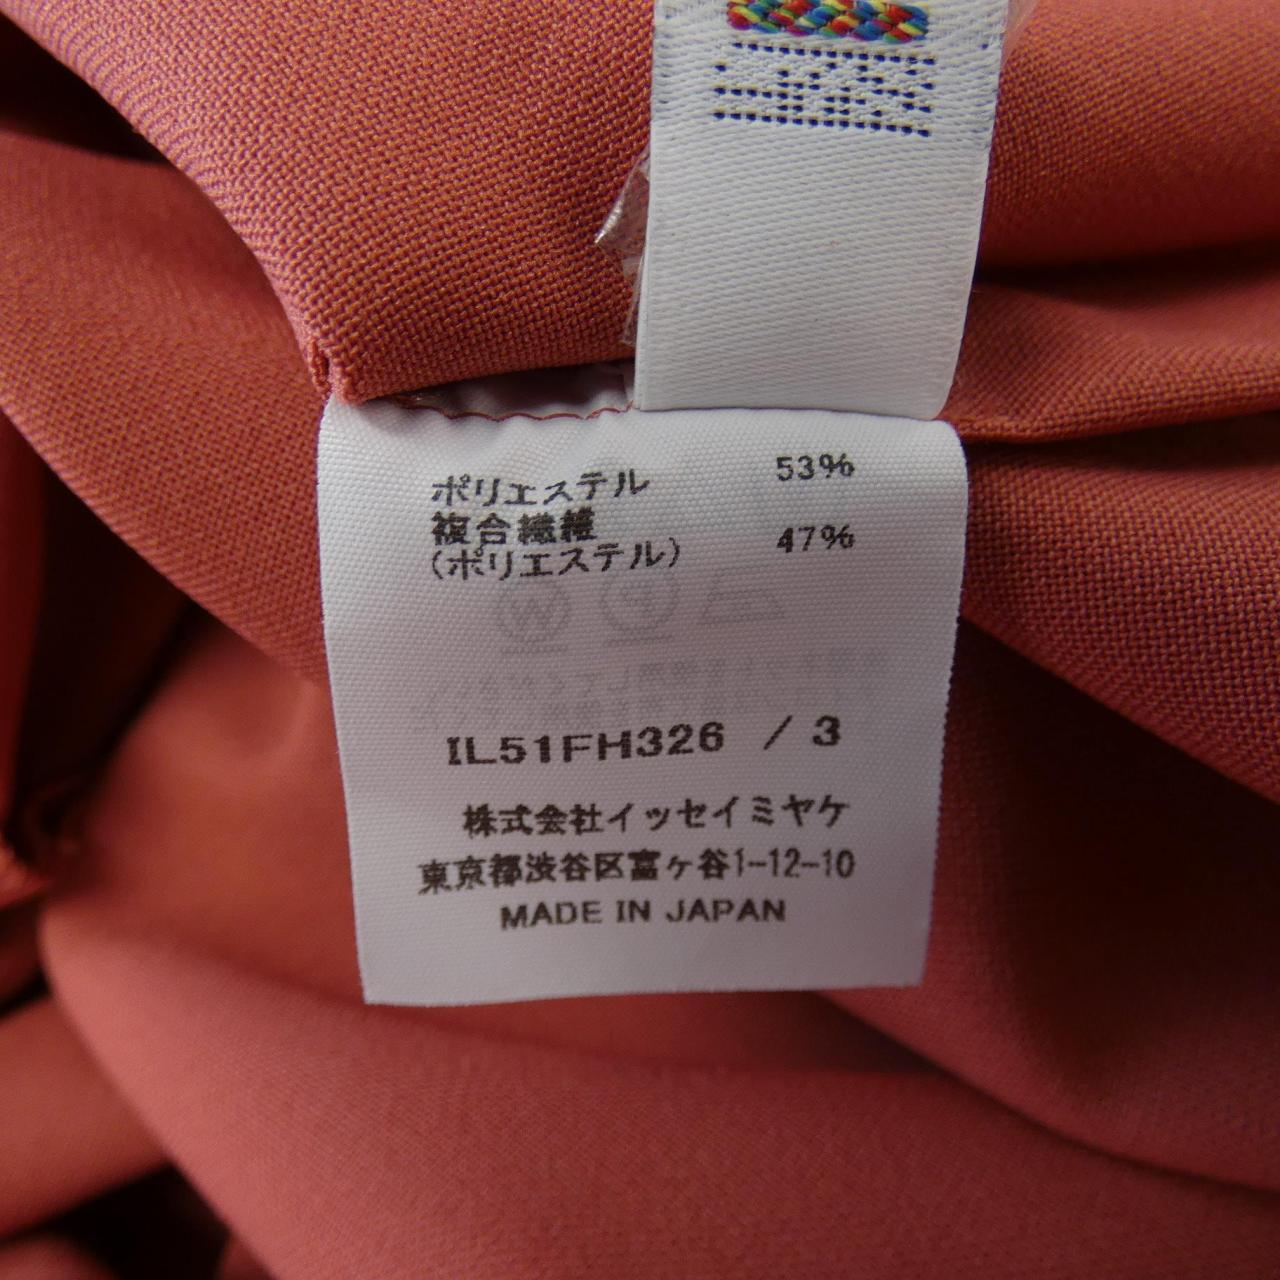 ポリエステル 53%
複合繊維
(ポリエステル) 47%
IL51FH326 / 3
株式会社イッセイミヤケ
東京都渋谷区富ヶ谷1-12-10
MADE IN JAPAN